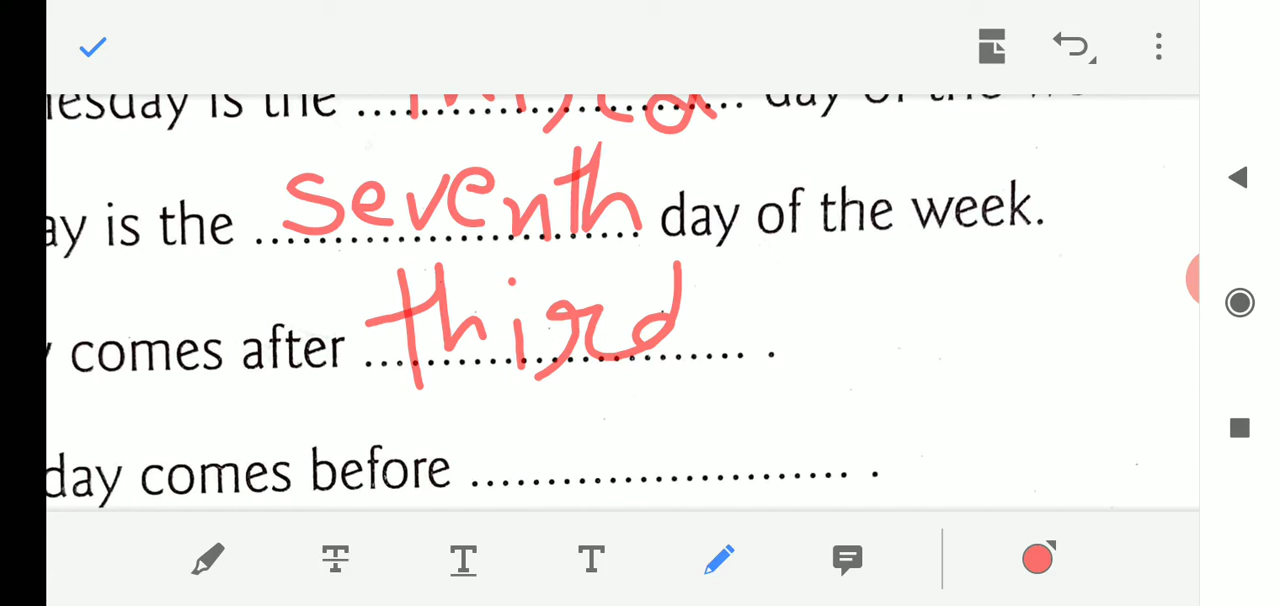 is the third day of the
ay is the seventh day of the week.
comes after third .
day comes before .